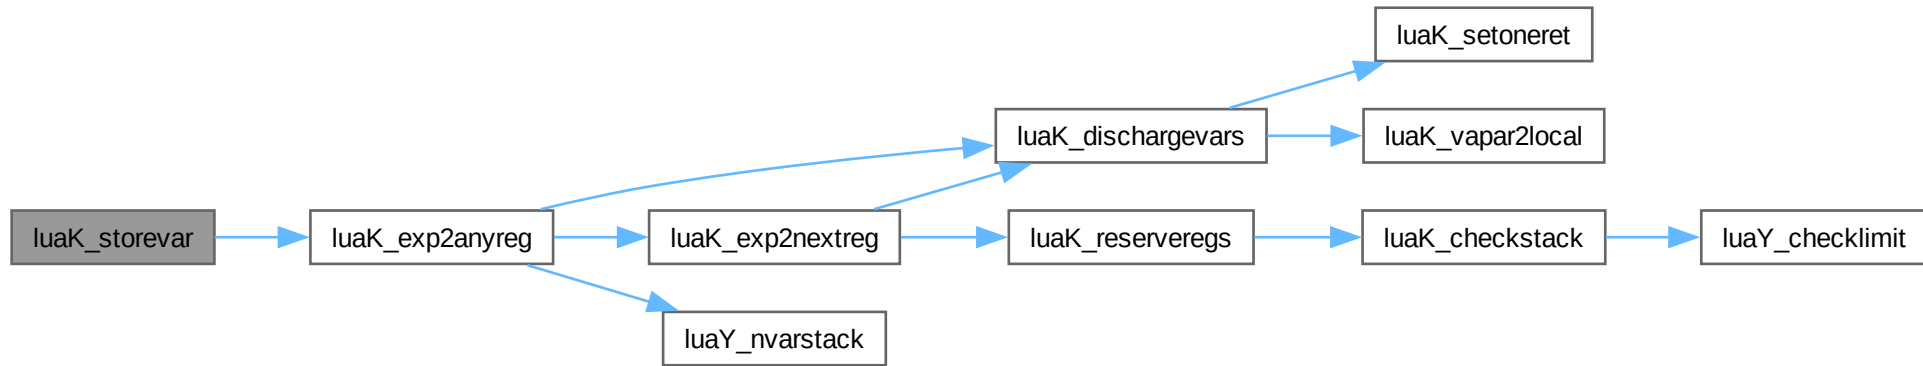 luaK_setoneret
luaK_dischargevars
luaK_vapar2local
luaK_storevar
luaK_exp2anyreg
luaK_exp2nextreg
luaK_reserveregs
luaK_checkstack
luaY_checklimit
luaY_nvarstack